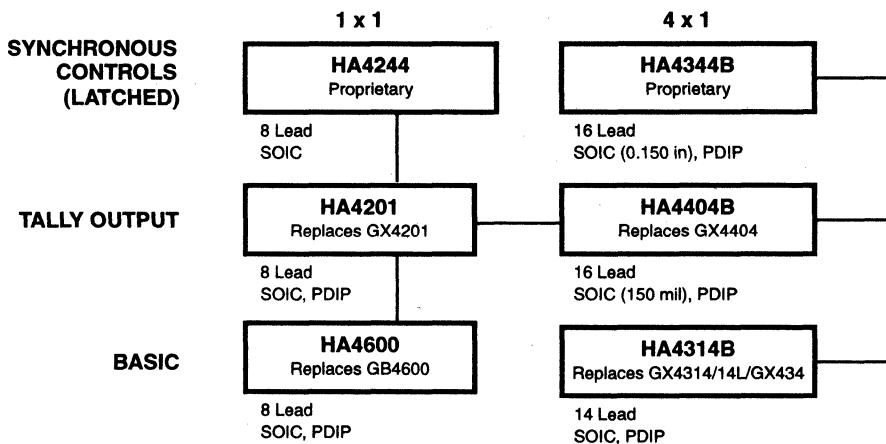 1 x 1
4 x 1
SYNCHRONOUS
CONTROLS
(LATCHED)
HA4244
Proprietary
8 Lead
SOIC
HA4344B
Proprietary
16 Lead
SOIC (0.150 in), PDIP
TALLY OUTPUT
HA4201
Replaces GX4201
8 Lead
SOIC, PDIP
HA4404B
Replaces GX4404
16 Lead
SOIC (150 mil), PDIP
BASIC
HA4600
Replaces GB4600
8 Lead
SOIC, PDIP
HA4314B
Replaces GX4314/14L/GX434
14 Lead
SOIC, PDIP